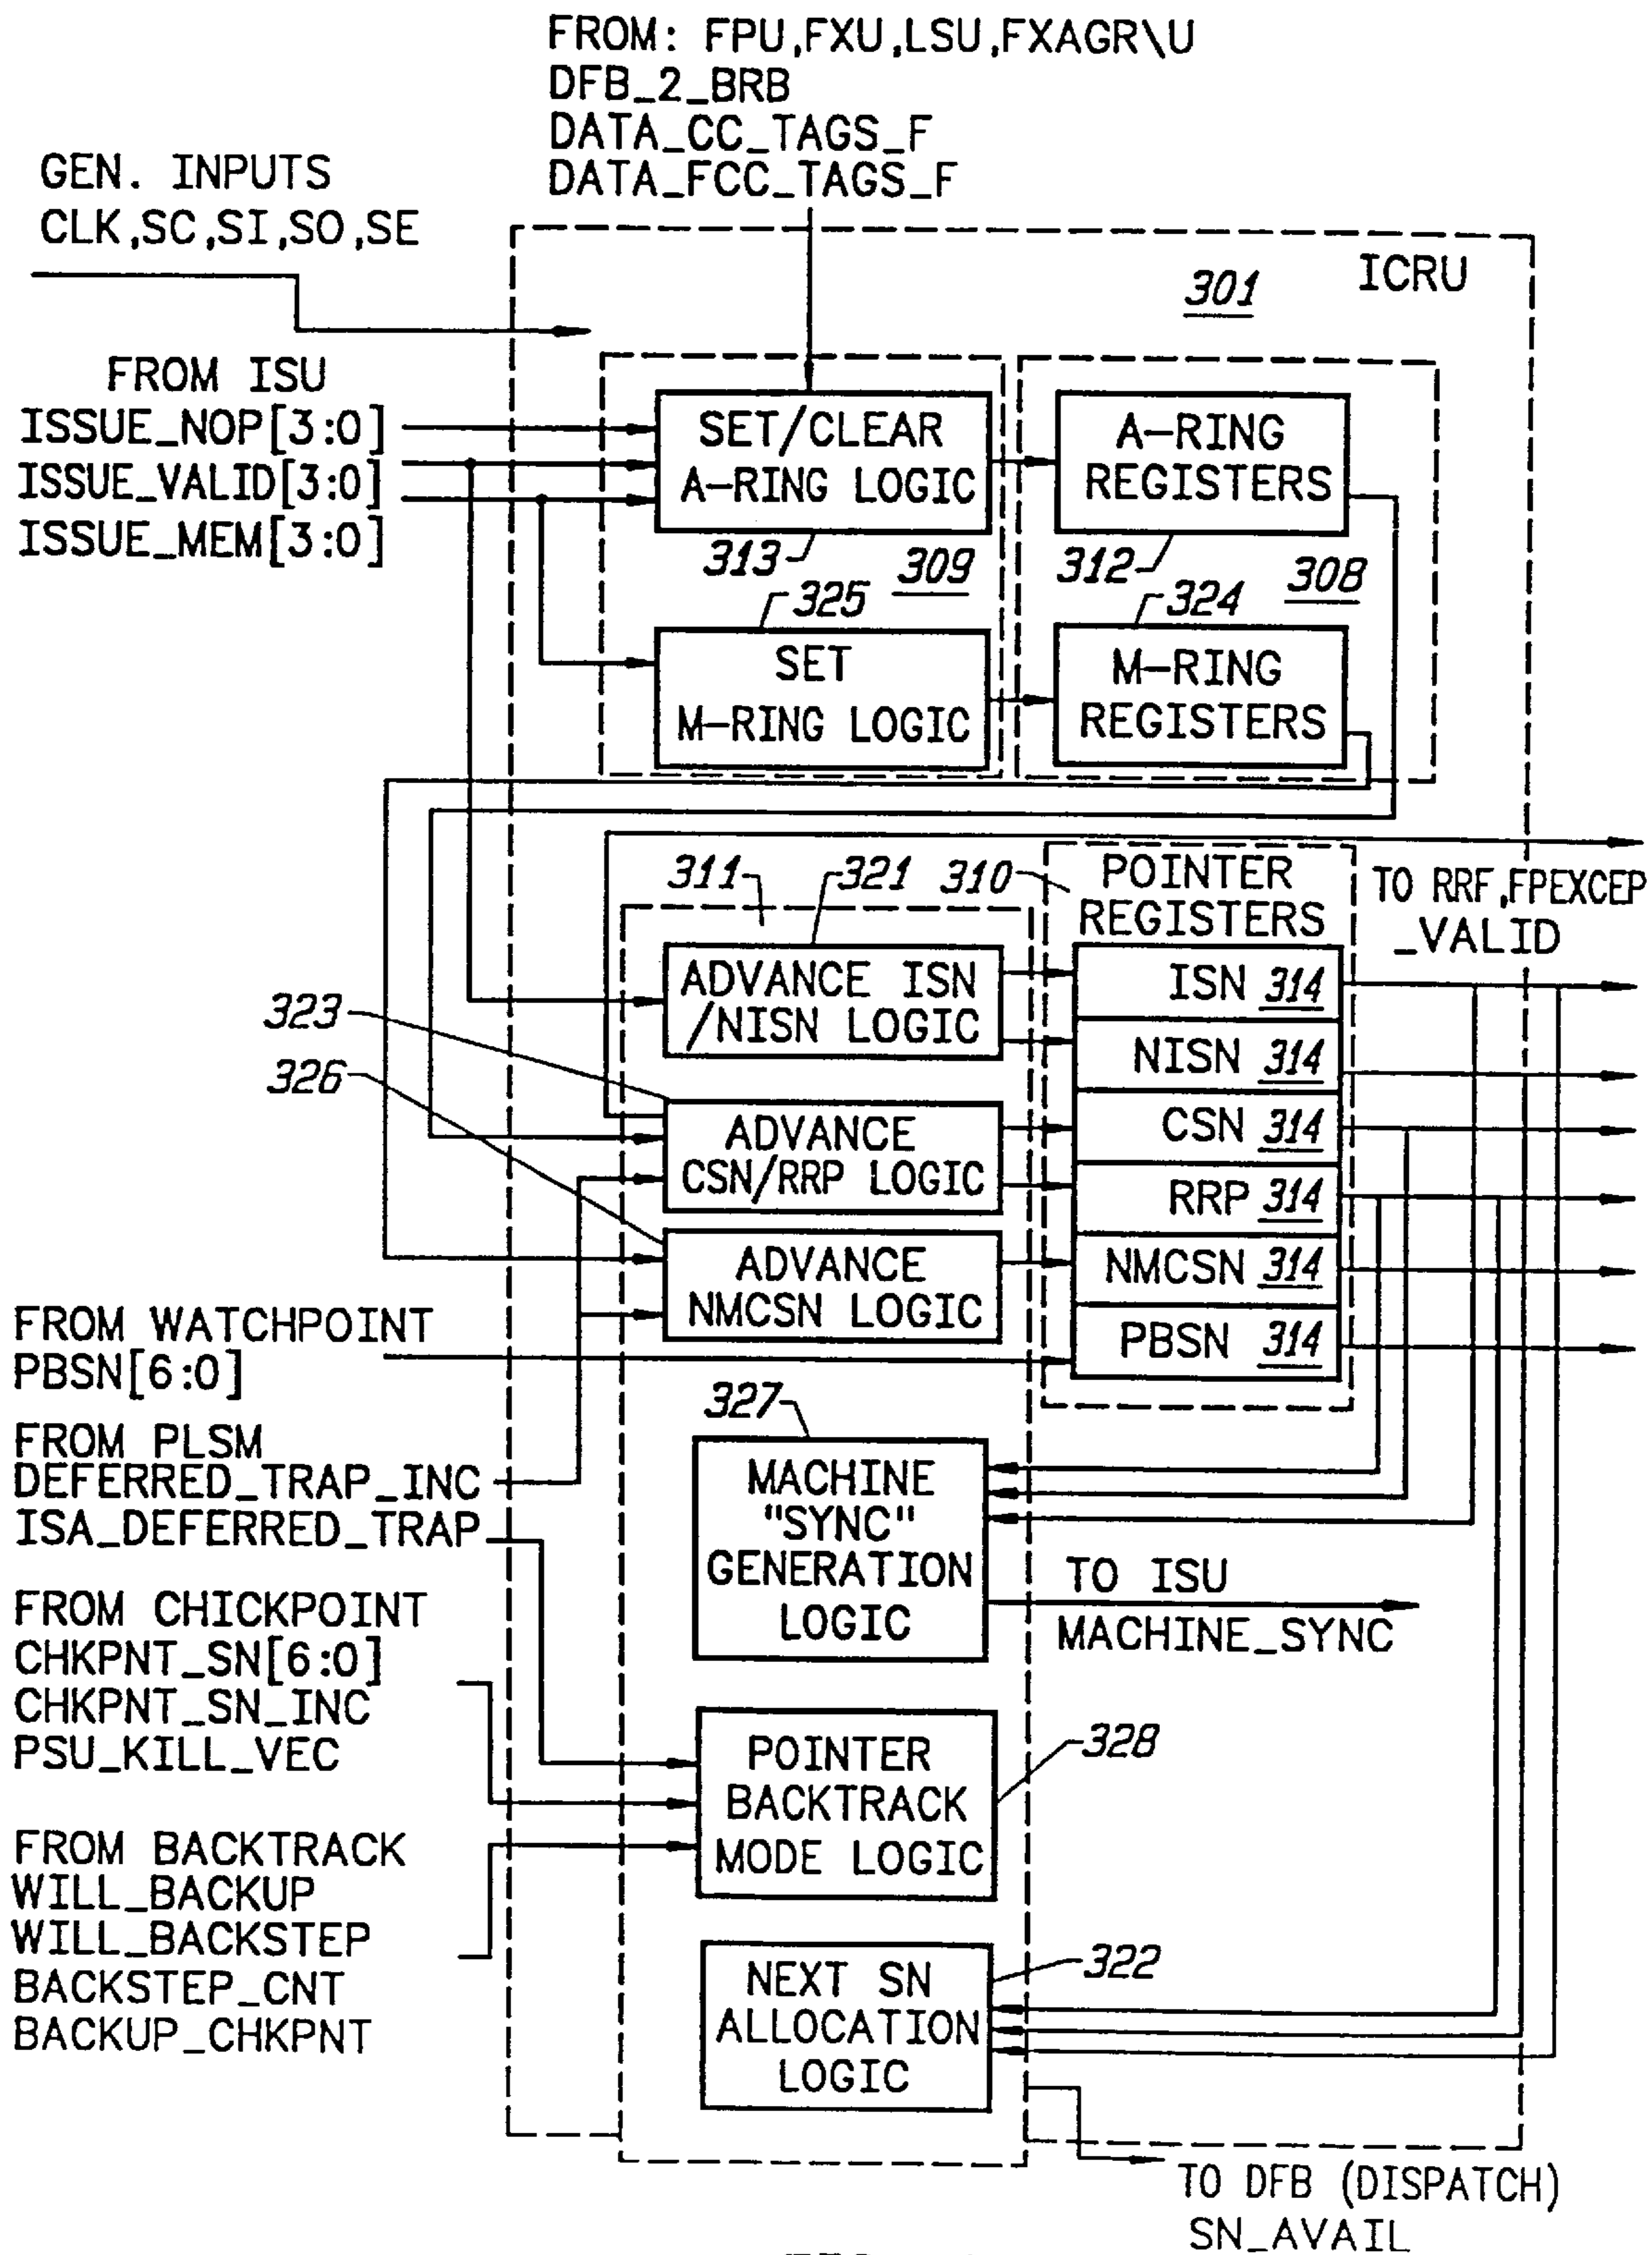 FROM: FPU,FXU,LSU,FXAGR\U
DFB_2_BRB
DATA_CC_TAGS_F
DATA_FCC_TAGS_F
GEN. INPUTS
CLK,SC,SI,SO,SE
ICRU
301
FROM ISU
ISSUE_NOP[3:0]
ISSUE_VALID[3:0]
ISSUE_MEM[3:0]
SET/CLEAR
A-RING LOGIC
313
309
A-RING
REGISTERS
312
308
325
SET
M-RING LOGIC
324
M-RING
REGISTERS
311
321
310
POINTER
REGISTERS
TO RRF,FPEXCEP
_VALID
323
326
ADVANCE ISN
/NISN LOGIC
ADVANCE
CSN/RRP LOGIC
ADVANCE
NMCSN LOGIC
ISN 314
NISN 314
CSN 314
RRP 314
NMCSN 314
PBSN 314
FROM WATCHPOINT
PBSN[6:0]
FROM PLSM
DEFERRED_TRAP_INC
ISA_DEFERRED_TRAP
327
MACHINE
"SYNC"
GENERATION
LOGIC
TO ISU
MACHINE_SYNC
FROM CHICKPOINT
CHKPNT_SN[6:0]
CHKPNT_SN_INC
PSU_KILL_VEC
POINTER
BACKTRACK
MODE LOGIC
328
FROM BACKTRACK
WILL_BACKUP
WILL_BACKSTEP
BACKSTEP_CNT
BACKUP_CHKPNT
NEXT SN
ALLOCATION
LOGIC
322
TO DFB (DISPATCH)
SN_AVAIL